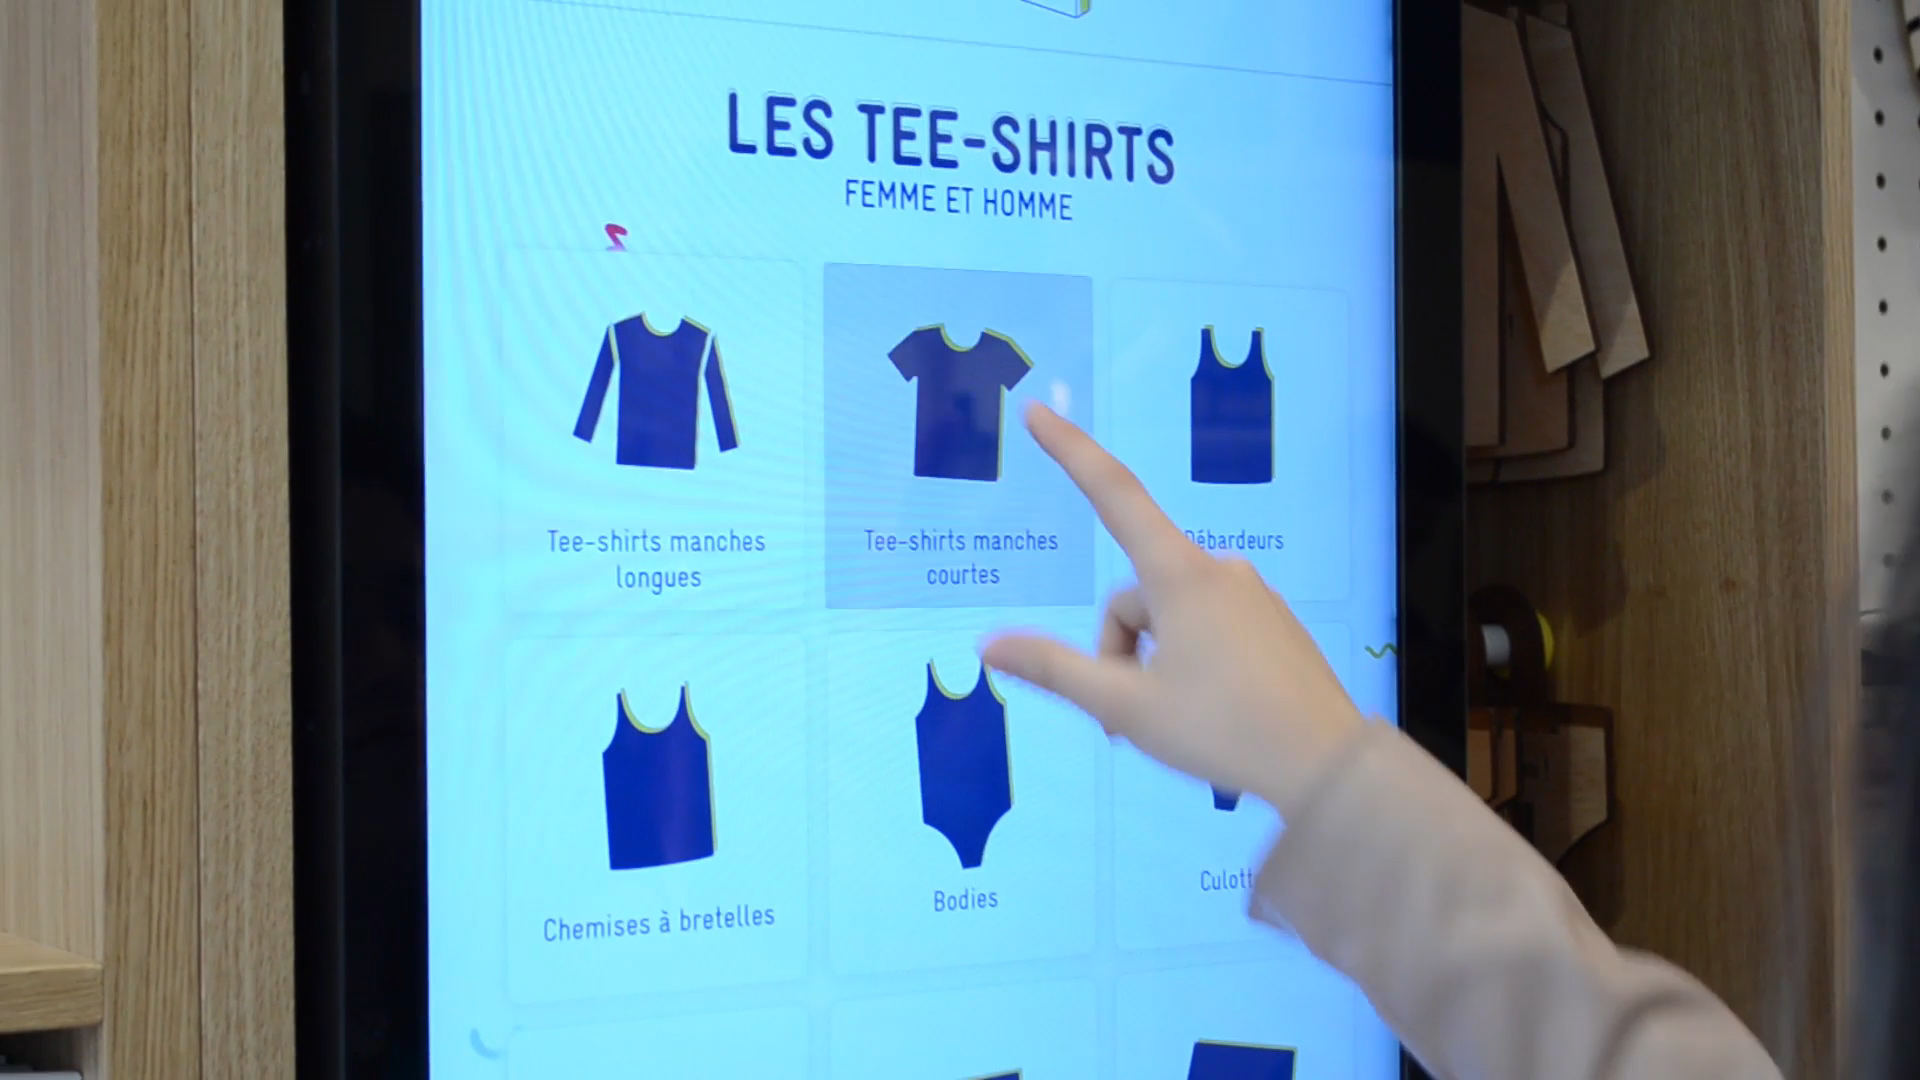 LES TEE-SHIRTS
FEMME ET HOMME
Tee-shirts manches
longues
Tee-shirts manches
courtes
Débardeurs
Chemises à bretelles
Bodies